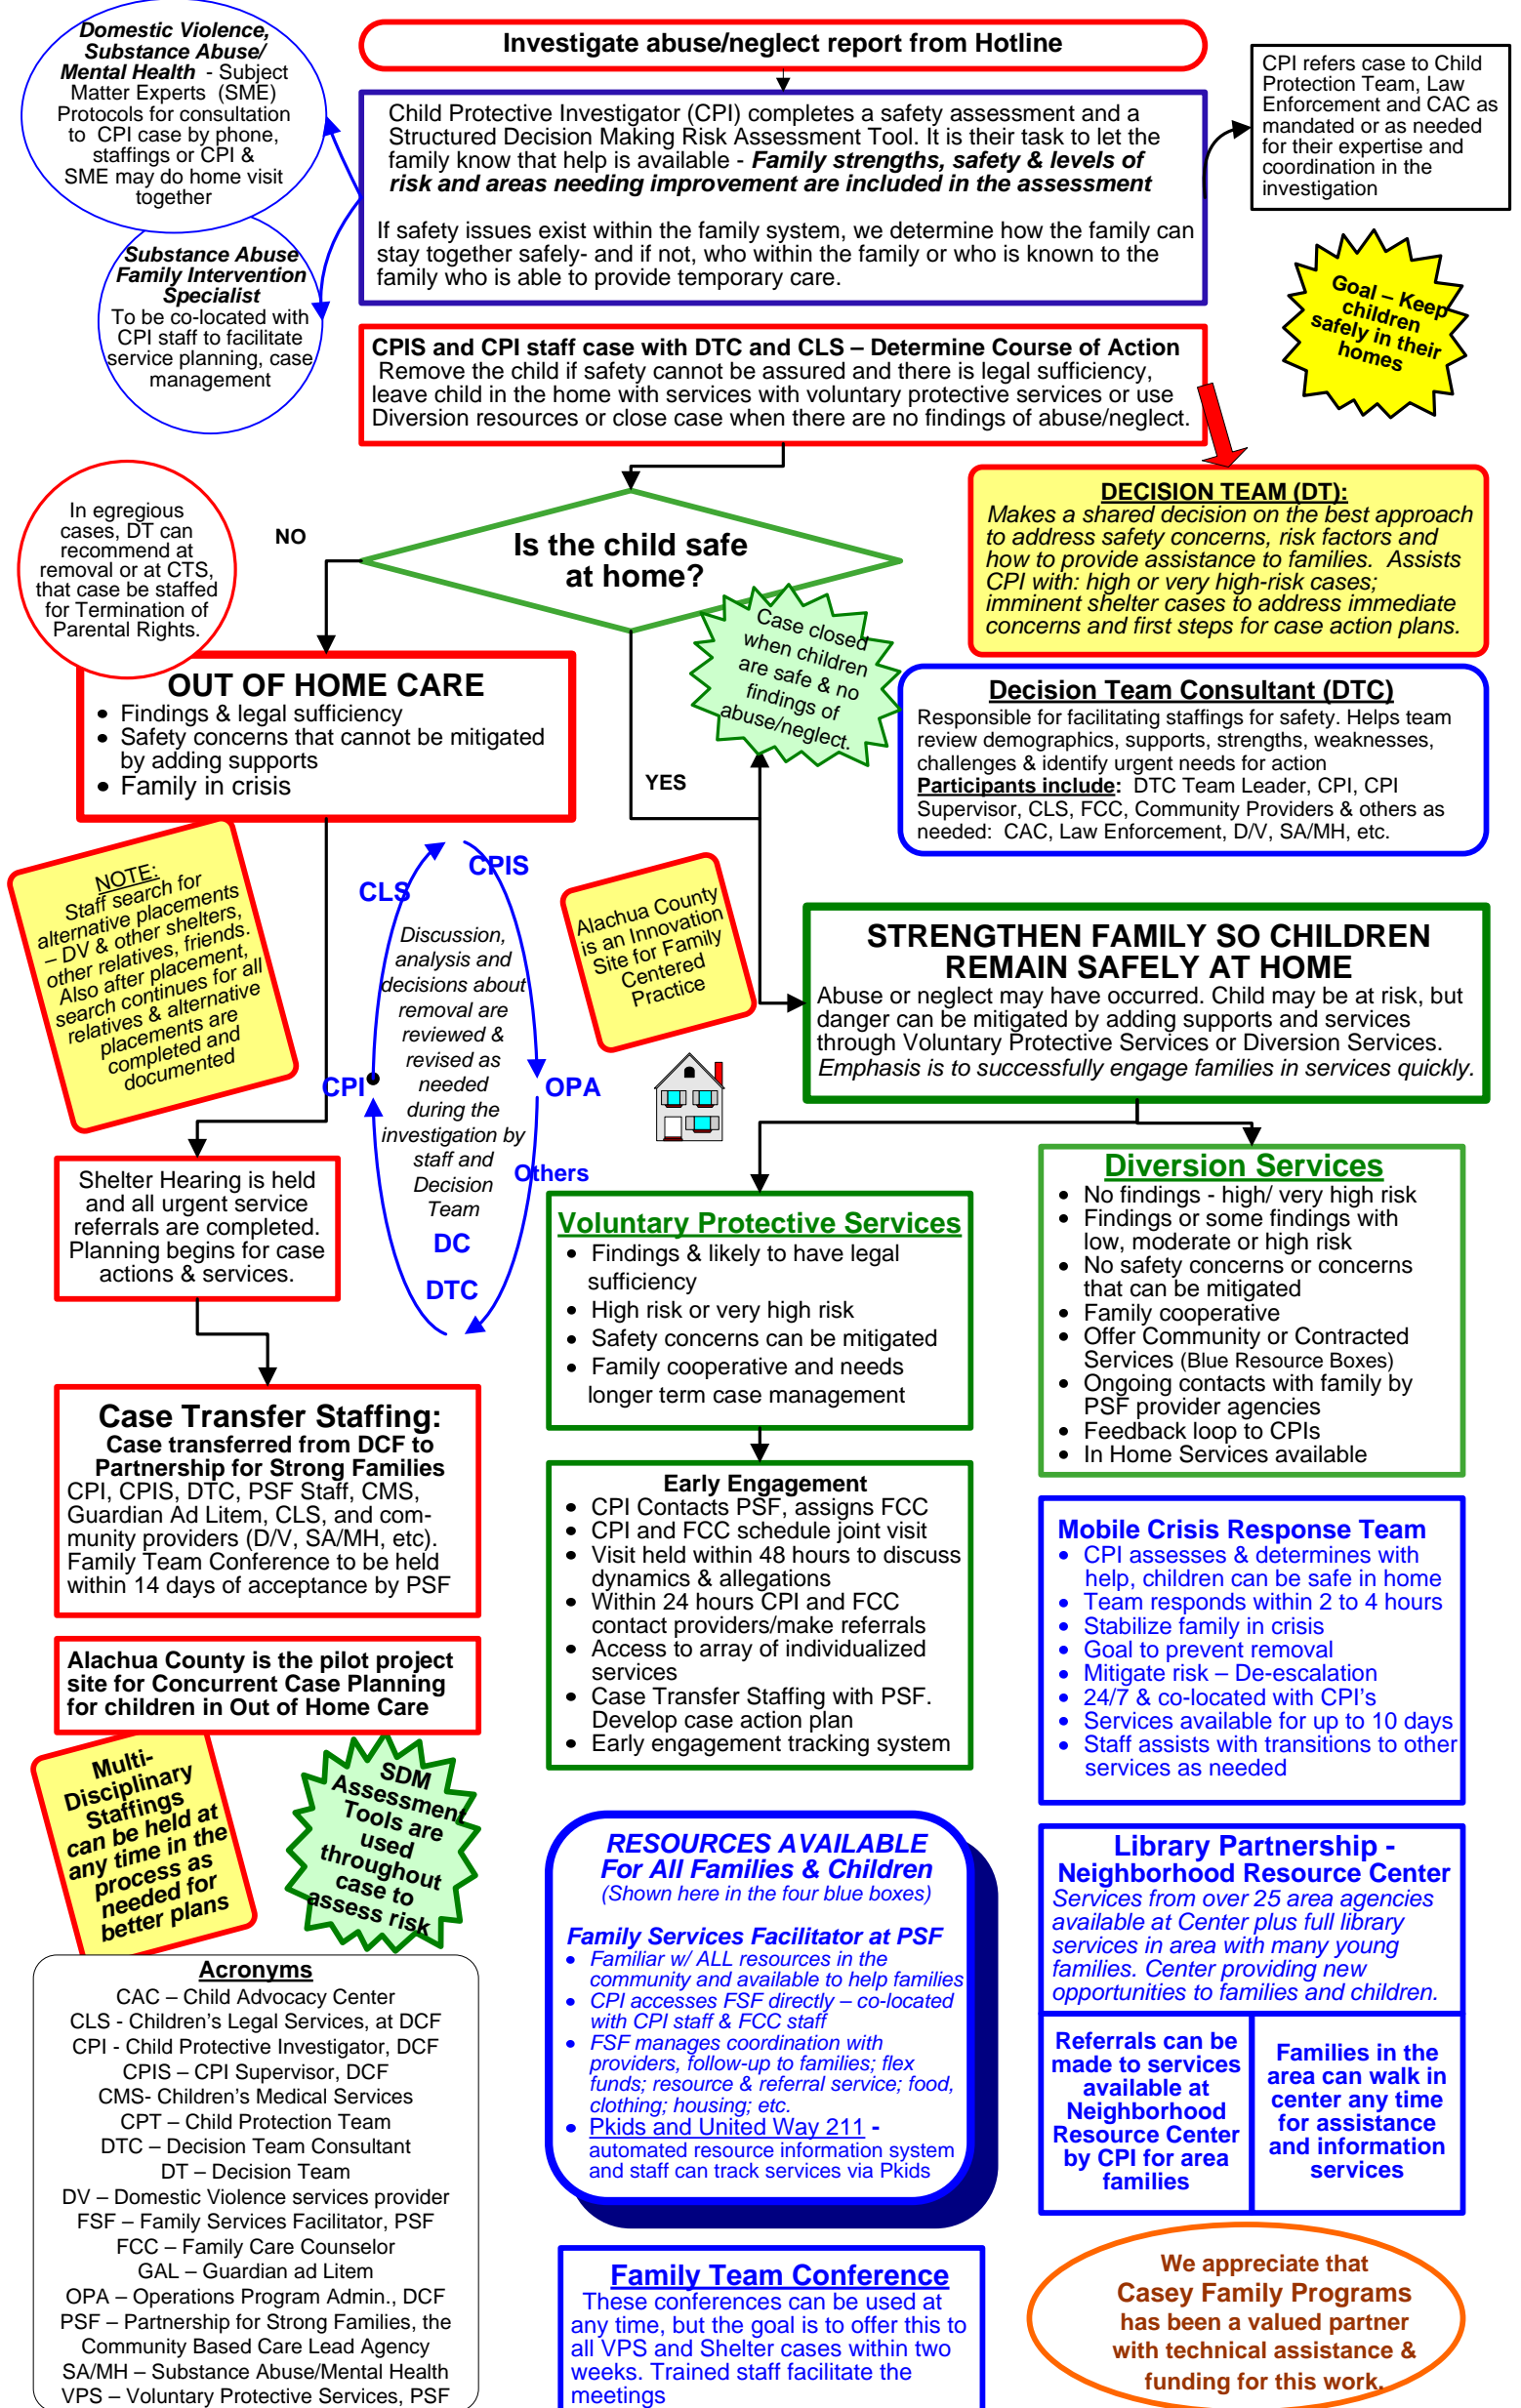 Domestic Violence,
Substance Abuse/
Mental Health - Subject
Matter Experts (SME)
Protocols for consultation
to CPI case by phone,
staffings or CPI &
SME may do home visit
together
Investigate abuse/neglect report from Hotline
CPI refers case to Child
Protection Team, Law
Enforcement and CAC as
mandated or as needed
for their expertise and
coordination in the
investigation
Child Protective Investigator (CPI) completes a safety assessment and a
Structured Decision Making Risk Assessment Tool. It is their task to let the
family know that help is available - Family strengths, safety & levels of
risk and areas needing improvement are included in the assessment
If safety issues exist within the family system, we determine how the family can
stay together safely- and if not, who within the family or who is known to the
family who is able to provide temporary care.
Substance Abuse
Family Intervention
Specialist
To be co-located with
CPI staff to facilitate
service planning, case
management
Goal – Keep
children
safely in their
homes
CPIS and CPI staff case with DTC and CLS – Determine Course of Action
Remove the child if safety cannot be assured and there is legal sufficiency,
leave child in the home with services with voluntary protective services or use
Diversion resources or close case when there are no findings of abuse/neglect.
In egregious
cases, DT can
recommend at
removal or at CTS,
that case be staffed
for Termination of
Parental Rights.
NO
Is the child safe
at home?
DECISION TEAM (DT):
Makes a shared decision on the best approach
to address safety concerns, risk factors and
how to provide assistance to families. Assists
CPI with: high or very high-risk cases;
imminent shelter cases to address immediate
concerns and first steps for case action plans.
Case closed
when children
are safe & no
findings of
abuse/neglect.
OUT OF HOME CARE
• Findings & legal sufficiency
• Safety concerns that cannot be mitigated
by adding supports
• Family in crisis
YES
Decision Team Consultant (DTC)
Responsible for facilitating staffings for safety. Helps team
review demographics, supports, strengths, weaknesses,
challenges & identify urgent needs for action
Participants include: DTC Team Leader, CPI, CPI
Supervisor, CLS, FCC, Community Providers & others as
needed: CAC, Law Enforcement, D/V, SA/MH, etc.
NOTE:
Staff search for
alternative placements
– DV & other shelters,
other relatives, friends.
Also after placement,
search continues for all
relatives & alternative
placements are
completed and
documented
CPIS
CLS
Discussion,
analysis and
decisions about
removal are
reviewed &
revised as
needed
during the
investigation by
staff and
Decision
Team
CPI
OPA
Others
DC
DTC
Alachua County
is an Innovation
Site for Family
Centered
Practice
STRENGTHEN FAMILY SO CHILDREN
REMAIN SAFELY AT HOME
Abuse or neglect may have occurred. Child may be at risk, but
danger can be mitigated by adding supports and services
through Voluntary Protective Services or Diversion Services.
Emphasis is to successfully engage families in services quickly.
Shelter Hearing is held
and all urgent service
referrals are completed.
Planning begins for case
actions & services.
Voluntary Protective Services
• Findings & likely to have legal
sufficiency
• High risk or very high risk
• Safety concerns can be mitigated
• Family cooperative and needs
longer term case management
Diversion Services
• No findings - high/ very high risk
• Findings or some findings with
low, moderate or high risk
• No safety concerns or concerns
that can be mitigated
• Family cooperative
• Offer Community or Contracted
Services (Blue Resource Boxes)
• Ongoing contacts with family by
PSF provider agencies
• Feedback loop to CPIs
• In Home Services available
Case Transfer Staffing:
Case transferred from DCF to
Partnership for Strong Families
CPI, CPIS, DTC, PSF Staff, CMS,
Guardian Ad Litem, CLS, and com-
munity providers (D/V, SA/MH, etc).
Family Team Conference to be held
within 14 days of acceptance by PSF
Early Engagement
• CPI Contacts PSF, assigns FCC
• CPI and FCC schedule joint visit
• Visit held within 48 hours to discuss
dynamics & allegations
• Within 24 hours CPI and FCC
contact providers/make referrals
• Access to array of individualized
services
• Case Transfer Staffing with PSF.
Develop case action plan
• Early engagement tracking system
Mobile Crisis Response Team
• CPI assesses & determines with
help, children can be safe in home
• Team responds within 2 to 4 hours
• Stabilize family in crisis
• Goal to prevent removal
• Mitigate risk – De-escalation
• 24/7 & co-located with CPI's
• Services available for up to 10 days
• Staff assists with transitions to other
services as needed
Alachua County is the pilot project
site for Concurrent Case Planning
for children in Out of Home Care
Multi-
Disciplinary
Staffings
can be held at
any time in the
process as
needed for
better plans
SDM
Assessment
Tools are
used
throughout
case to
assess risk
RESOURCES AVAILABLE
For All Families & Children
(Shown here in the four blue boxes)
Family Services Facilitator at PSF
• Familiar w/ ALL resources in the
community and available to help families
• CPI accesses FSF directly – co-located
with CPI staff & FCC staff
• FSF manages coordination with
providers, follow-up to families; flex
funds; resource & referral service; food,
clothing; housing; etc.
• Pkids and United Way 211 -
automated resource information system
and staff can track services via Pkids
Library Partnership -
Neighborhood Resource Center
Services from over 25 area agencies
available at Center plus full library
services in area with many young
families. Center providing new
opportunities to families and children.
Referrals can be
made to services
available at
Neighborhood
Resource Center
by CPI for area
families
Families in the
area can walk in
center any time
for assistance
and information
services
Acronyms
CAC – Child Advocacy Center
CLS - Children's Legal Services, at DCF
CPI - Child Protective Investigator, DCF
CPIS – CPI Supervisor, DCF
CMS- Children's Medical Services
CPT – Child Protection Team
DTC – Decision Team Consultant
DT – Decision Team
DV – Domestic Violence services provider
FSF – Family Services Facilitator, PSF
FCC – Family Care Counselor
GAL – Guardian ad Litem
OPA – Operations Program Admin., DCF
PSF – Partnership for Strong Families, the
Community Based Care Lead Agency
SA/MH – Substance Abuse/Mental Health
VPS – Voluntary Protective Services, PSF
Family Team Conference
These conferences can be used at
any time, but the goal is to offer this to
all VPS and Shelter cases within two
weeks. Trained staff facilitate the
meetings
We appreciate that
Casey Family Programs
has been a valued partner
with technical assistance &
funding for this work.